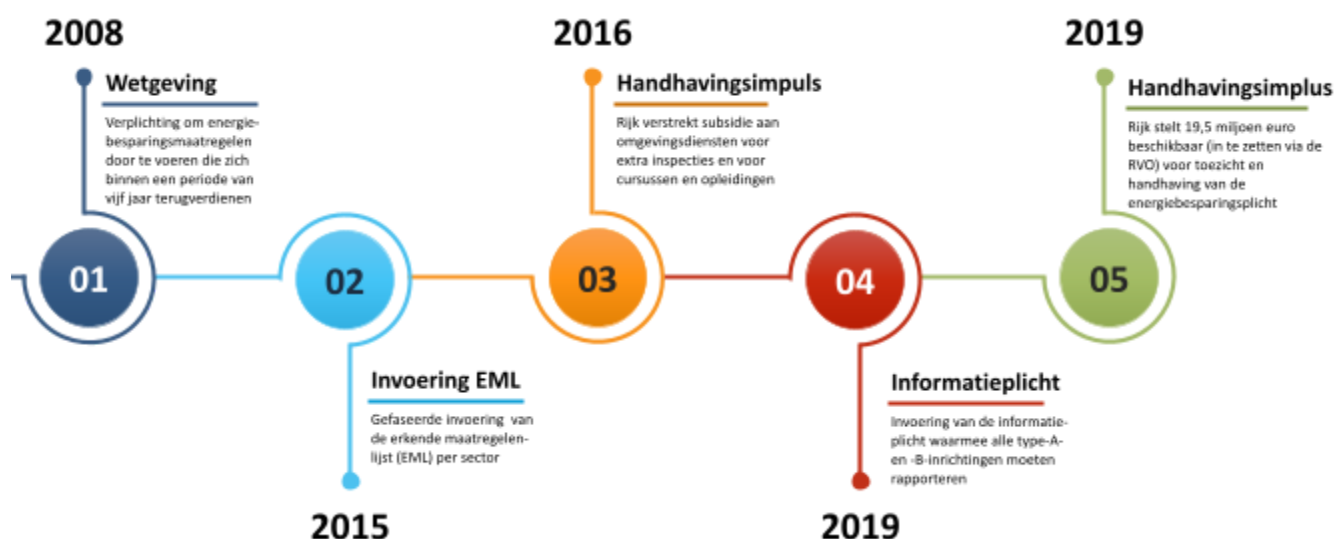 2008
Wetgeving
Verplichting om energie-
besparingsmaatregelen
door te voeren die zich
binnen een periode van
vijf jaar terugverdienen
01
2015
Invoering EML
Gefaseerde invoering van
de erkende maatregelen-
lijst (EML) per sector
02
2016
Handhavingsimpuls
Rijk verstrekt subsidie aan
omgevingsdiensten voor
extra inspecties en voor
cursussen en opleidingen
03
2019
Informatieplicht
Invoering van de informatie-
plicht waarmee alle type-A-
en -B-inrichtingen moeten
rapporteren
04
2019
Handhavingsimplus
Rijk stelt 19,5 miljoen euro
beschikbaar (in te zetten via de
RVO) voor toezicht en
handhaving van de
energiebesparingsplicht
05